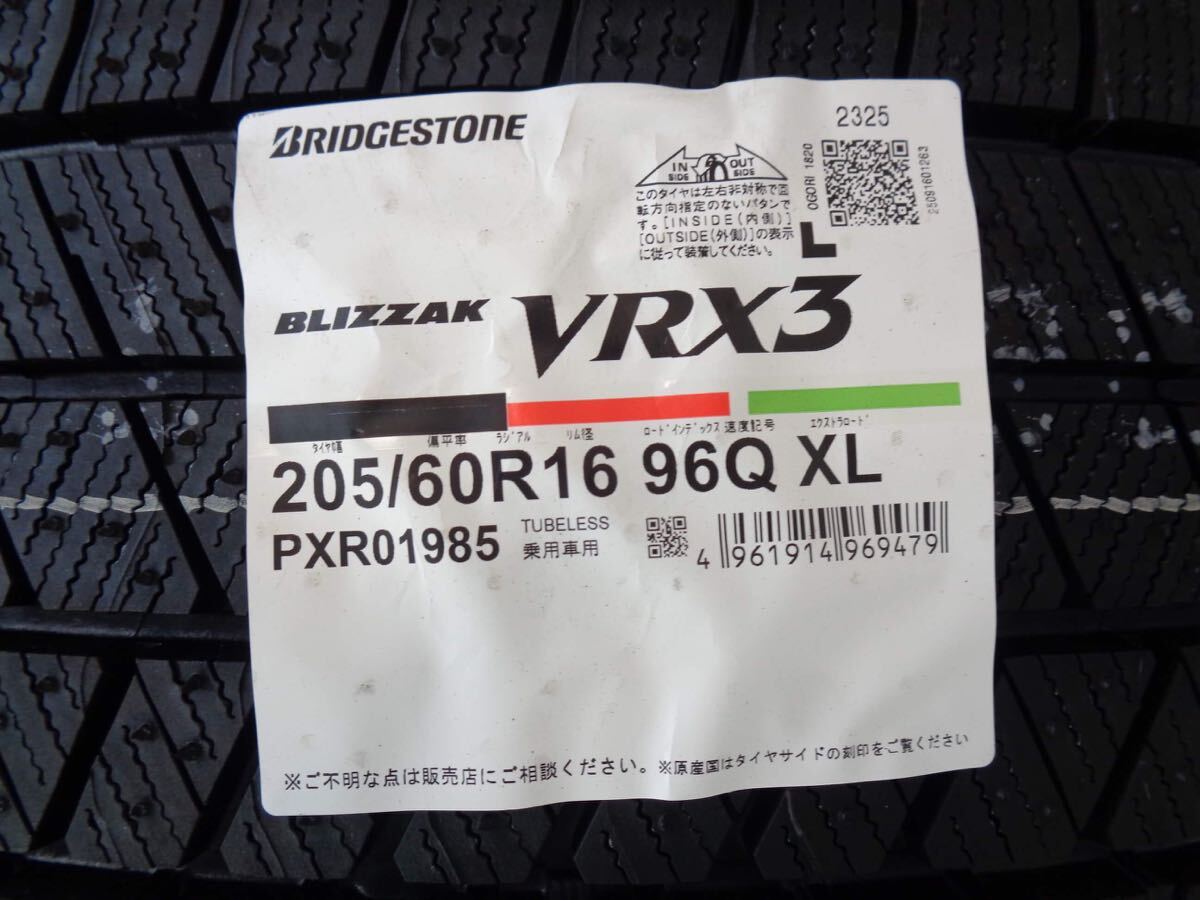 BRIDGESTONE
2325
IN SIDE
OUT SIDE
このタイヤは左右非対称で回
転方向指定のないパタンで
す。[INSIDE(内側)]
[OUTSIDE(外側)]の表示
に従って装着してください。
OGORI 1820
25091601263
L
BLIZZAK VRX3
タイヤ幅 偏平率 ラジアル リム径 ロードインデックス 速度記号 エクストラロード
205/60R16 96Q XL
PXR01985
TUBELESS
乗用車用
4 961914 969479
※ご不明な点は販売店にご相談ください。※原産国はタイヤサイドの刻印をご覧ください